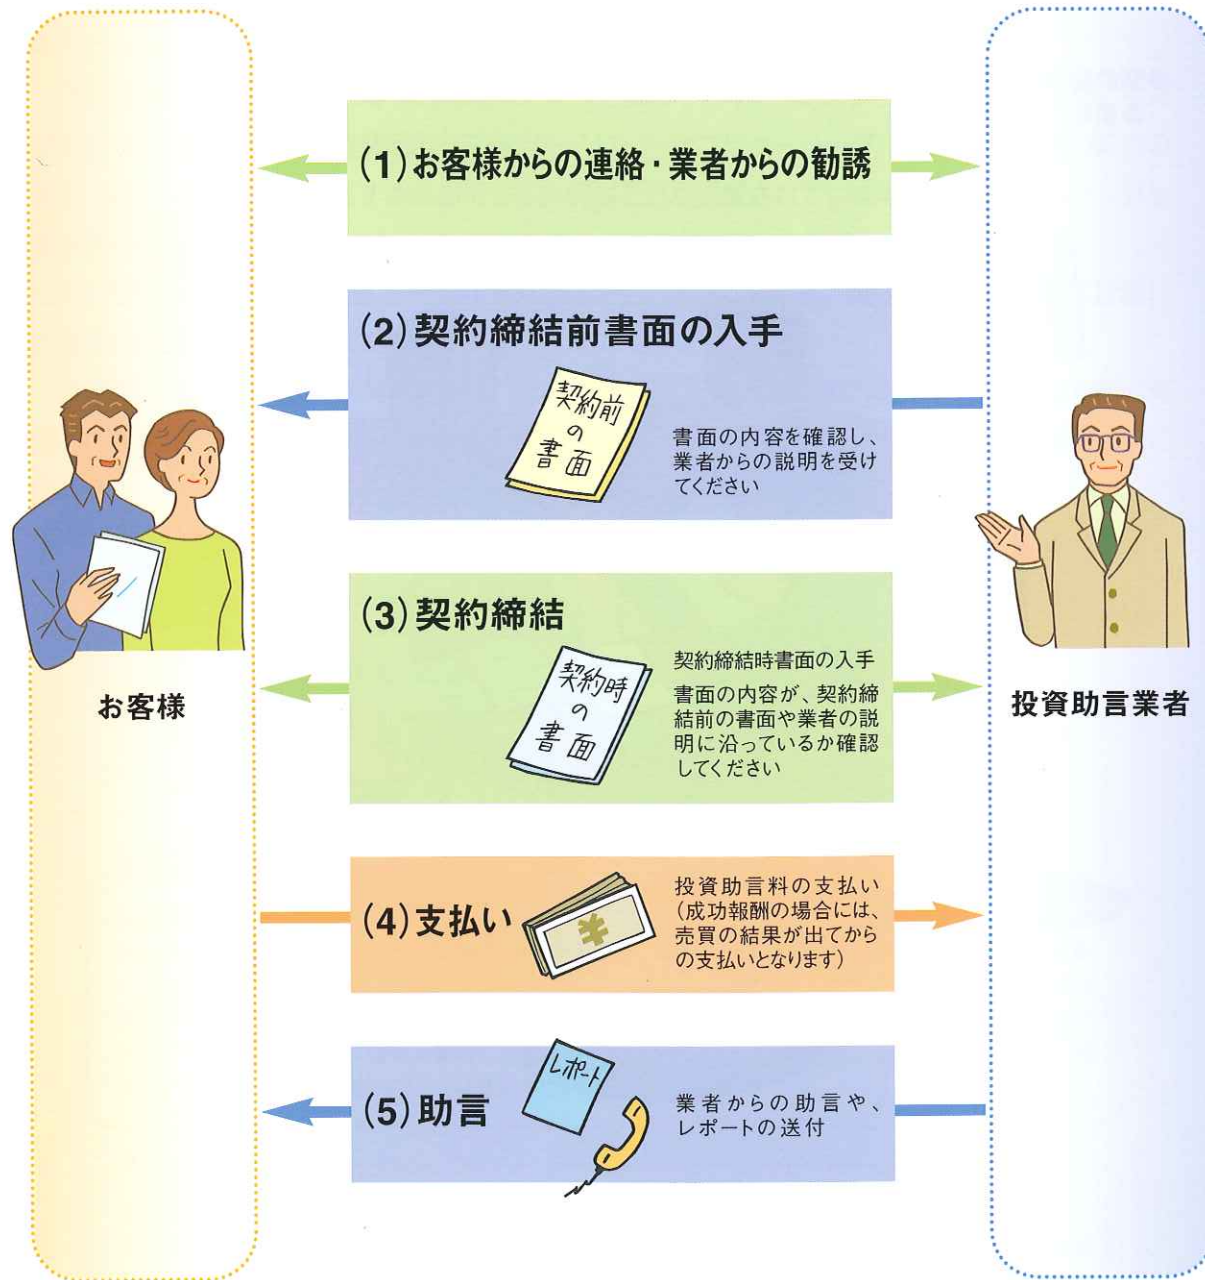 (1)お客様からの連絡・業者からの勧誘
(2)契約締結前書面の入手
契約前
の
書面
書面の内容を確認し、
業者からの説明を受け
てください
(3)契約締結
契約時
の
書面
契約締結時書面の入手
書面の内容が、契約締
結前の書面や業者の説
明に沿っているか確認
してください
お客様
投資助言業者
(4)支払い
¥
投資助言料の支払い
(成功報酬の場合には、
売買の結果が出てから
の支払いとなります)
(5)助言
レポート
業者からの助言や、
レポートの送付